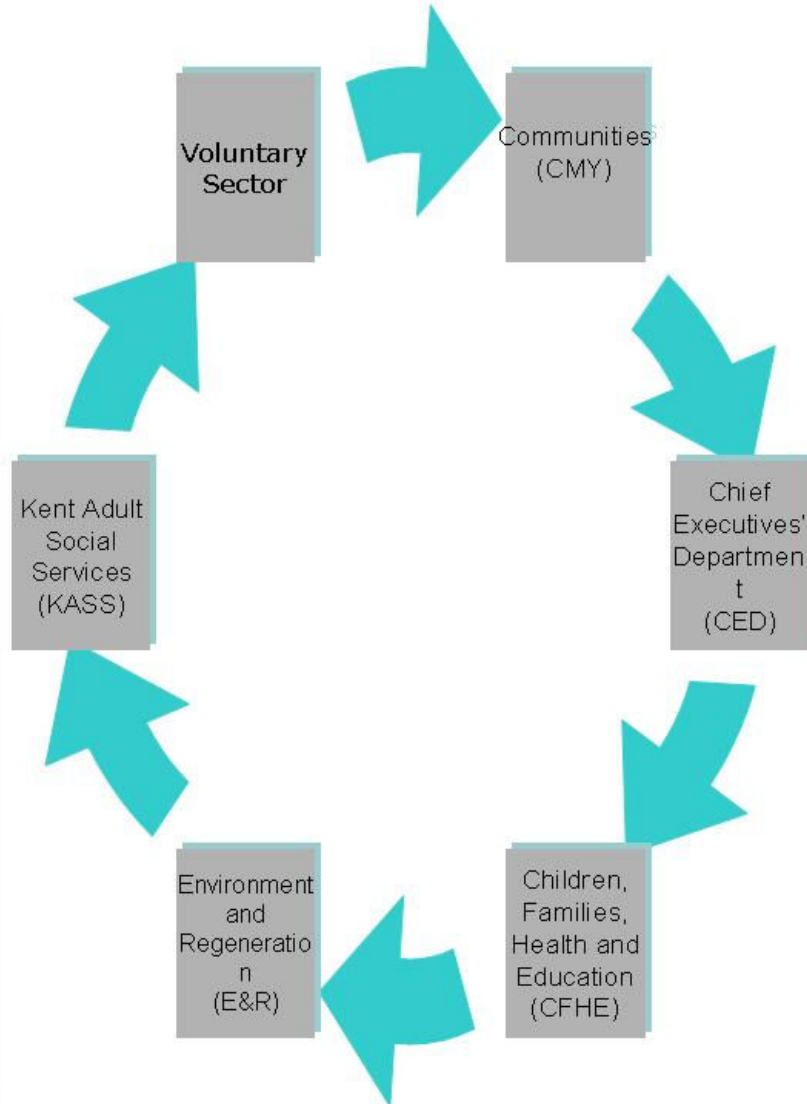 Voluntary
Sector
Communities
(CMY)
Chief
Executives'
Departmen
t
(CED)
Children,
Families,
Health and
Education
(CFHE)
Environment
and
Regeneratio
n
(E&R)
Kent Adult
Social
Services
(KASS)